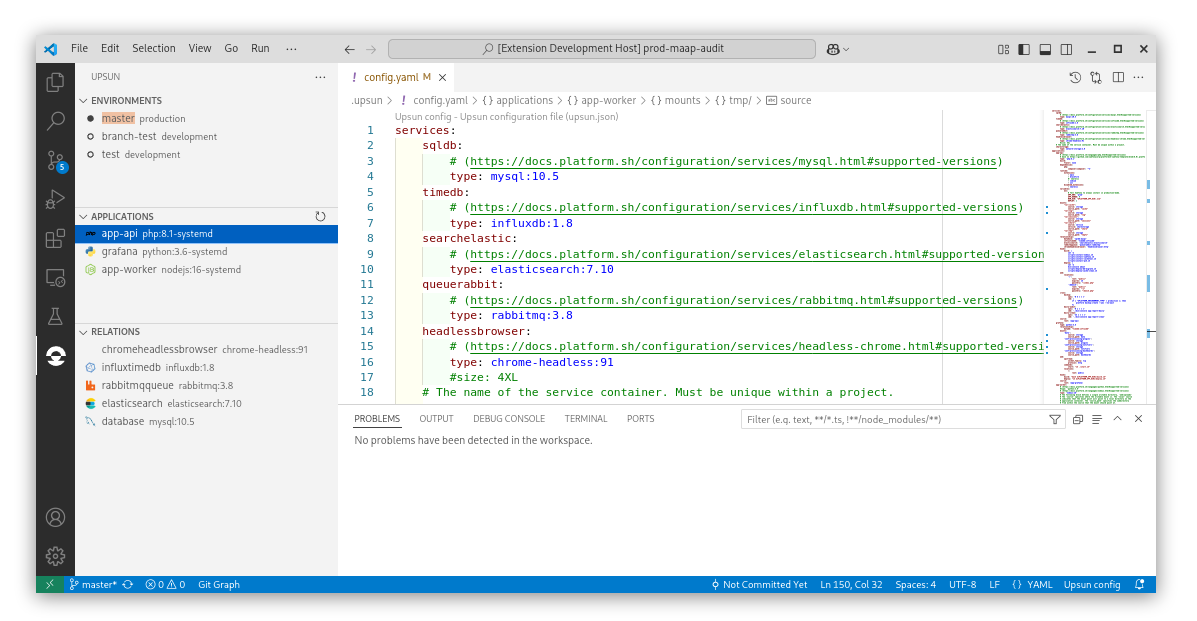 File Edit Selection View Go Run ···
[Extension Development Host] prod-maap-audit
UPSUN ···
ENVIRONMENTS
master production
branch-test development
test development
5
APPLICATIONS
php app-api php:8.1-systemd
grafana python:3.6-systemd
app-worker nodejs:16-systemd
RELATIONS
chromeheadlessbrowser chrome-headless:91
influxtimedb influxdb:1.8
rabbitmqqueue rabbitmq:3.8
elasticsearch elasticsearch:7.10
database mysql:10.5
! config.yaml M
.upsun > ! config.yaml > {} applications > {} app-worker > {} mounts > {} tmp/ > abc source
Upsun config - Upsun configuration file (upsun.json)
1 services:
2 sqldb:
3 # (https://docs.platform.sh/configuration/services/mysql.html#supported-versions)
4 type: mysql:10.5
5 timedb:
6 # (https://docs.platform.sh/configuration/services/influxdb.html#supported-versions)
7 type: influxdb:1.8
8 searchelastic:
9 # (https://docs.platform.sh/configuration/services/elasticsearch.html#supported-version
10 type: elasticsearch:7.10
11 queuerabbit:
12 # (https://docs.platform.sh/configuration/services/rabbitmq.html#supported-versions)
13 type: rabbitmq:3.8
14 headlessbrowser:
15 # (https://docs.platform.sh/configuration/services/headless-chrome.html#supported-versi
16 type: chrome-headless:91
17 #size: 4XL
18 # The name of the service container. Must be unique within a project.
PROBLEMS OUTPUT DEBUG CONSOLE TERMINAL PORTS
Filter (e.g. text, **/*.ts, !**/node_modules/**)
No problems have been detected in the workspace.
master* 0 0 Git Graph
Not Committed Yet Ln 150, Col 32 Spaces: 4 UTF-8 LF {} YAML Upsun config